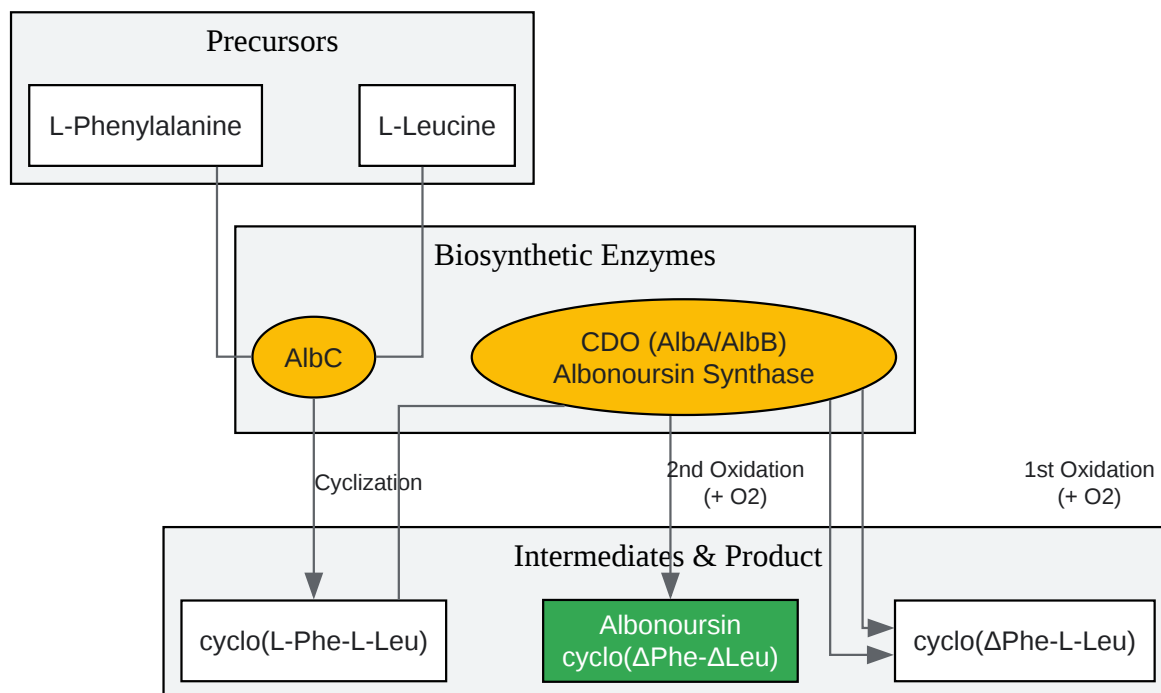 Precursors
L-Phenylalanine
L-Leucine
Biosynthetic Enzymes
AlbC
CDO (AlbA/AlbB)
Albonoursin Synthase
Cyclization
2nd Oxidation
(+ O2)
1st Oxidation
(+ O2)
Intermediates & Product
cyclo(L-Phe-L-Leu)
Albonoursin
cyclo(ΔPhe-ΔLeu)
cyclo(ΔPhe-L-Leu)